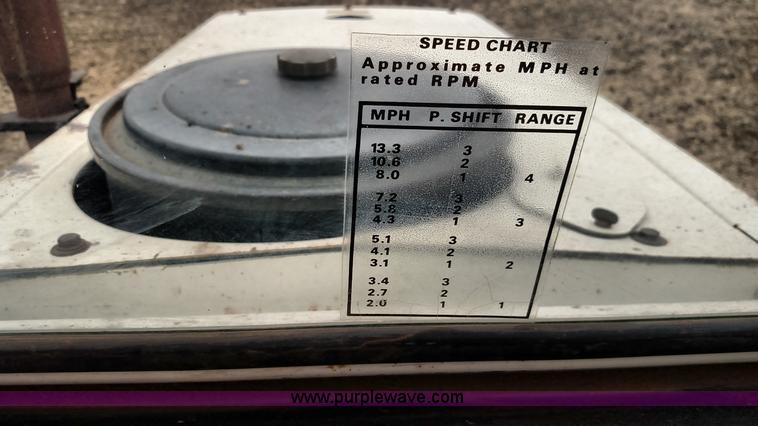 SPEED CHART
Approximate MPH at
rated RPM
MPH P. SHIFT RANGE
13.3 3
10.6 2
8.0 1 4
7.2 3
5.8 2
4.3 1 3
5.1 3
4.1 2
3.1 1 2
3.4 3
2.7 2
2.0 1 1
www.purplewave.com